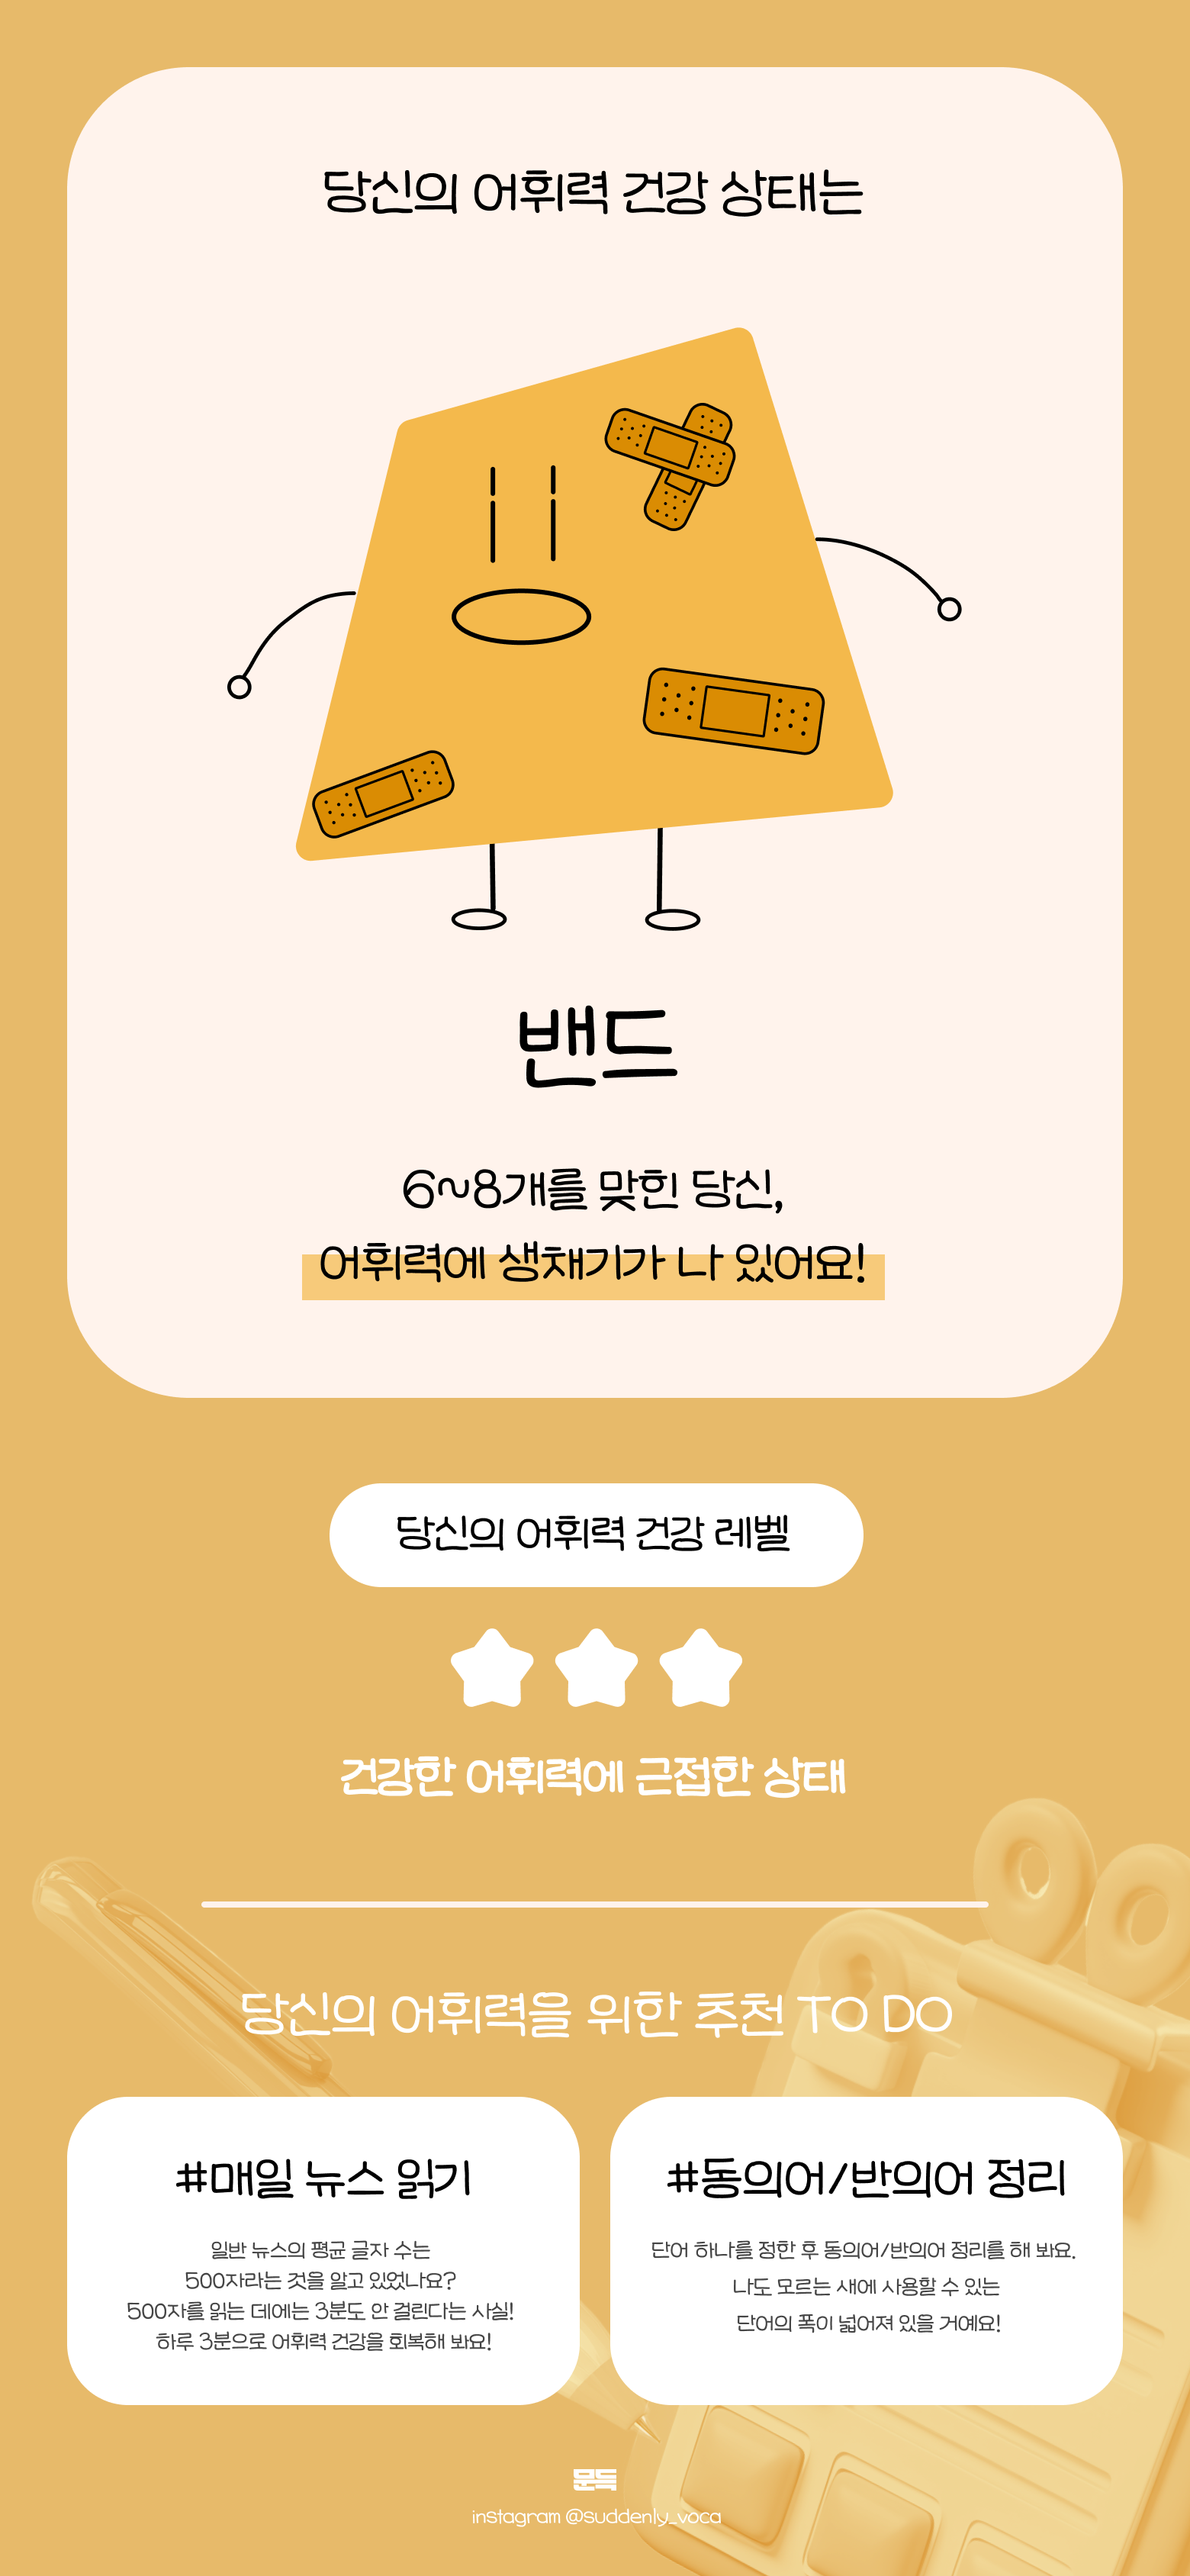 당신의 어휘력 건강 상태는
밴드
6~8개를 맞힌 당신,
어휘력에 생채기가 나 있어요!
당신의 어휘력 건강 레벨
건강한 어휘력에 근접한 상태
당신의 어휘력을 위한 추천 TO DO
#매일 뉴스 읽기
일반 뉴스의 평균 글자 수는
500자라는 것을 알고 있었나요?
500자를 읽는 데에는 3분도 안 걸린다는 사실!
하루 3분으로 어휘력 건강을 회복해 봐요!
#동의어/반의어 정리
단어 하나를 정한 후 동의어/반의어 정리를 해 봐요.
나도 모르는 새에 사용할 수 있는
단어의 폭이 넓어져 있을 거예요!
문득
instagram @suddenly_voca